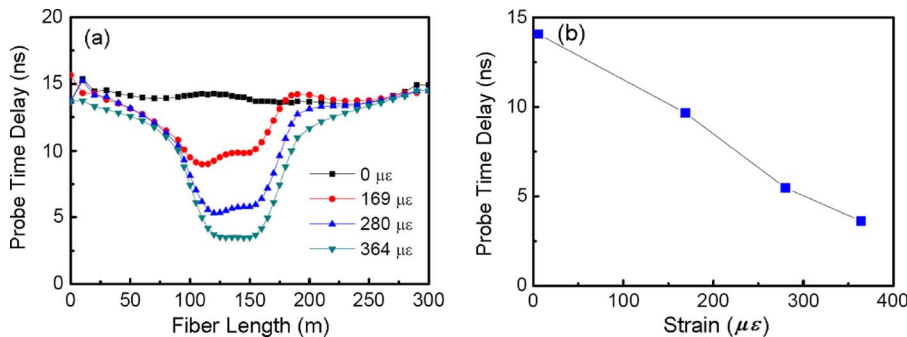 (a)
Probe Time Delay (ns)
20
15
10
5
0
0 με
169 με
280 με
364 με
0 50 100 150 200 250 300
Fiber Length (m)
(b)
Probe Time Delay (ns)
15
10
5
0
0 100 200 300 400
Strain (με)